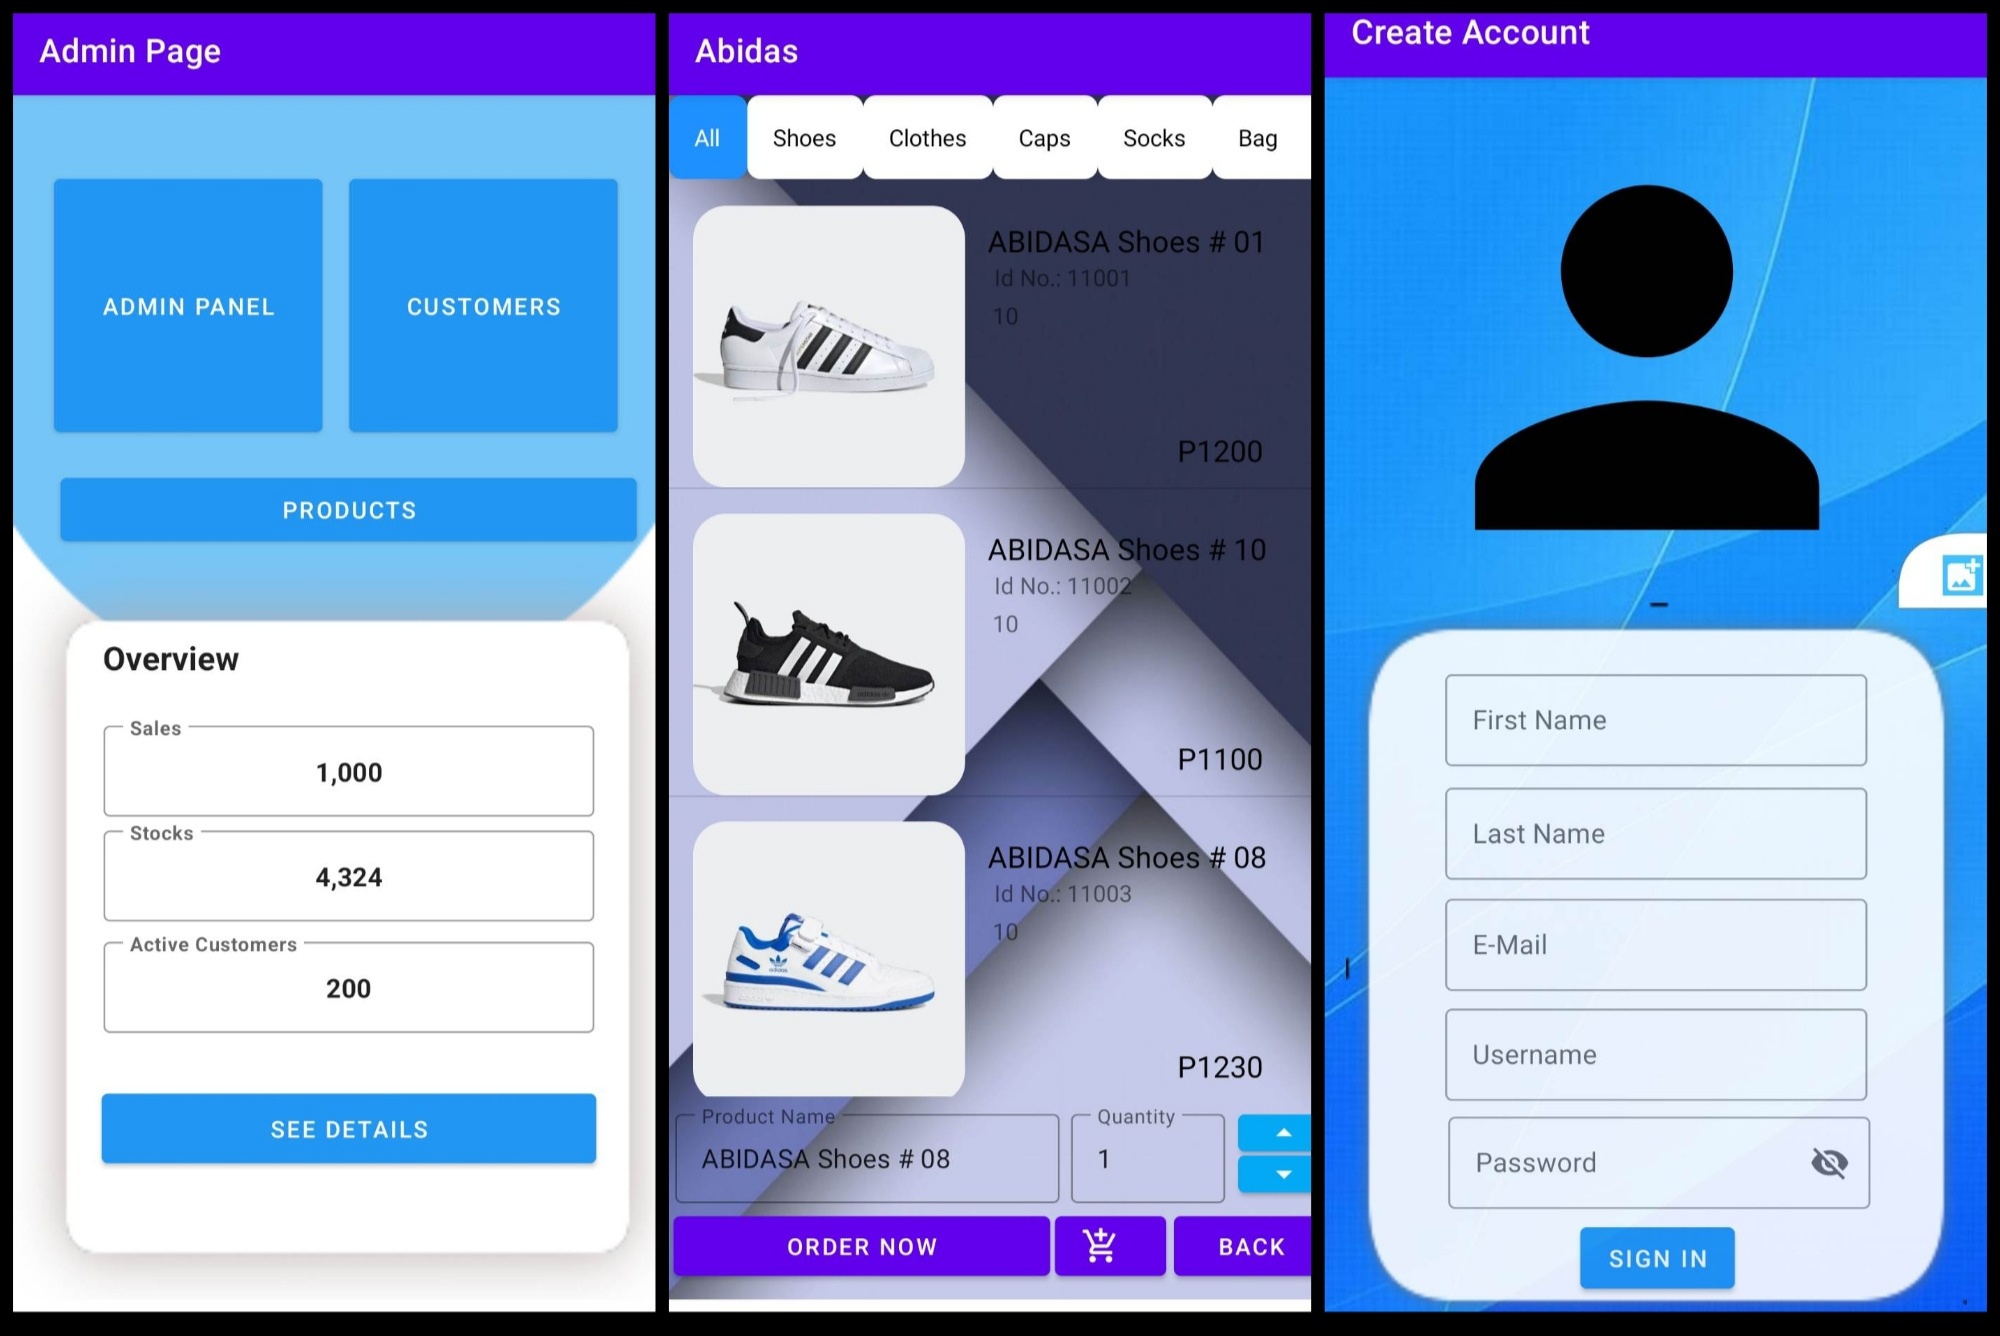 Admin Page
ADMIN PANEL
CUSTOMERS
PRODUCTS
Overview
Sales
1,000
Stocks
4,324
Active Customers
200
SEE DETAILS
Abidas
All
Shoes
Clothes
Caps
Socks
Bag
ABIDASA Shoes # 01
Id No.: 11001
10
P1200
ABIDASA Shoes # 10
Id No.: 11002
10
P1100
ABIDASA Shoes # 08
Id No.: 11003
10
P1230
adidas
Product Name
ABIDASA Shoes # 08
Quantity
1
ORDER NOW
BACK
Create Account
First Name
Last Name
E-Mail
Username
Password
SIGN IN